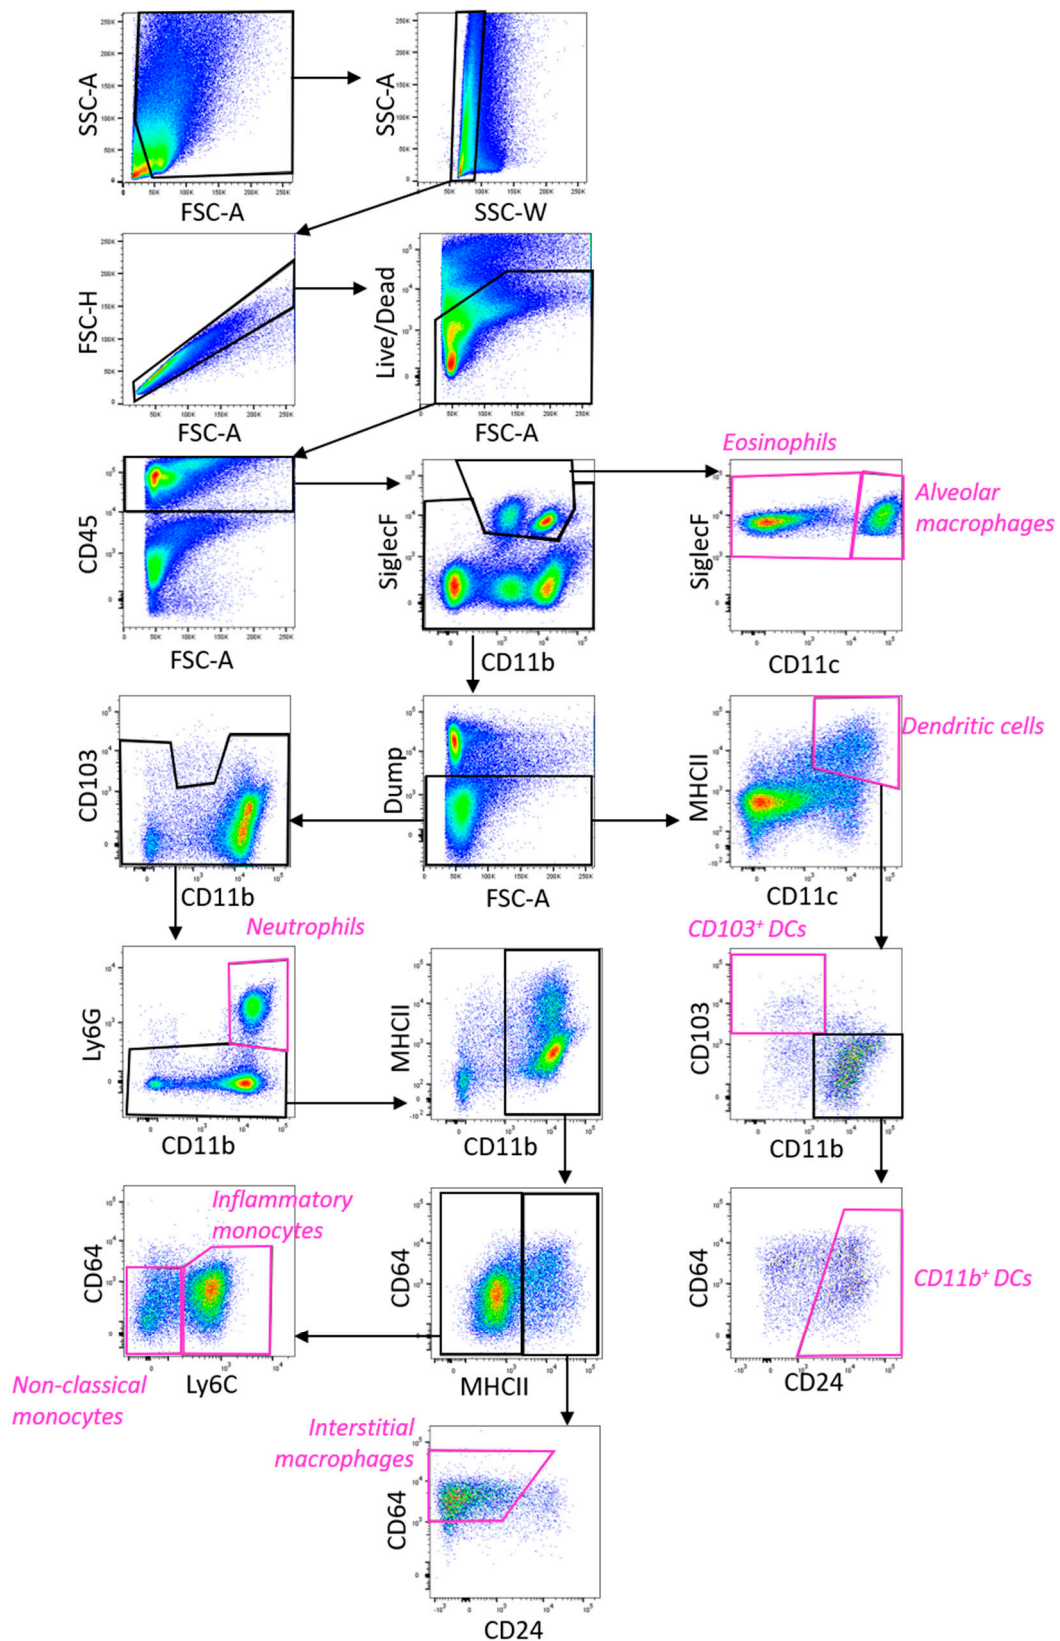 SSC-A
FSC-A
SSC-A
SSC-W
FSC-H
FSC-A
Live/Dead
FSC-A
CD45
FSC-A
SiglecF
CD11b
Eosinophils
Alveolar
macrophages
SiglecF
CD11c
CD103
CD11b
Dump
FSC-A
MHCII
CD11c
Dendritic cells
Neutrophils
Ly6G
CD11b
MHCII
CD11b
CD103⁺ DCs
CD103
CD11b
Inflammatory
monocytes
CD64
Ly6C
Non-classical
monocytes
CD64
MHCII
CD64
CD24
CD11b⁺ DCs
Interstitial
macrophages
CD64
CD24